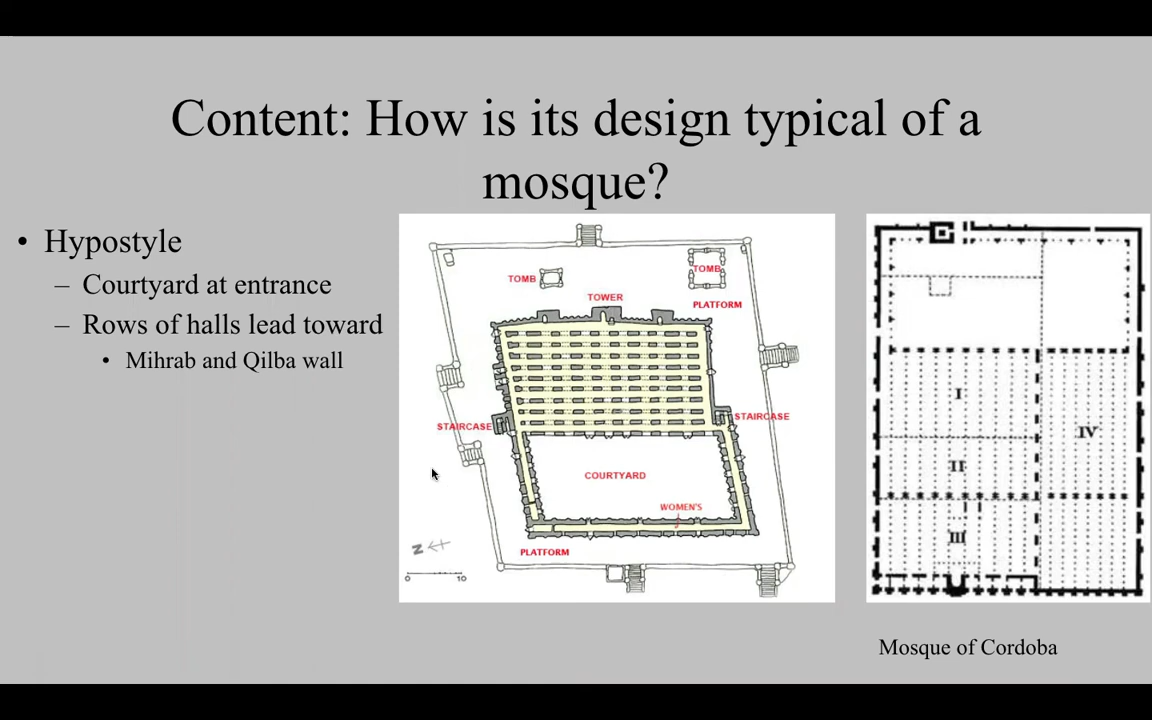 Content: How is its design typical of a
mosque?
• Hypostyle
– Courtyard at entrance
– Rows of halls lead toward
• Mihrab and Qilba wall
TOMB
TOMB
TOWER
PLATFORM
STAIRCASE
STAIRCASE
COURTYARD
WOMEN'S
PLATFORM
N
0 10
I
IV
II
III
Mosque of Cordoba